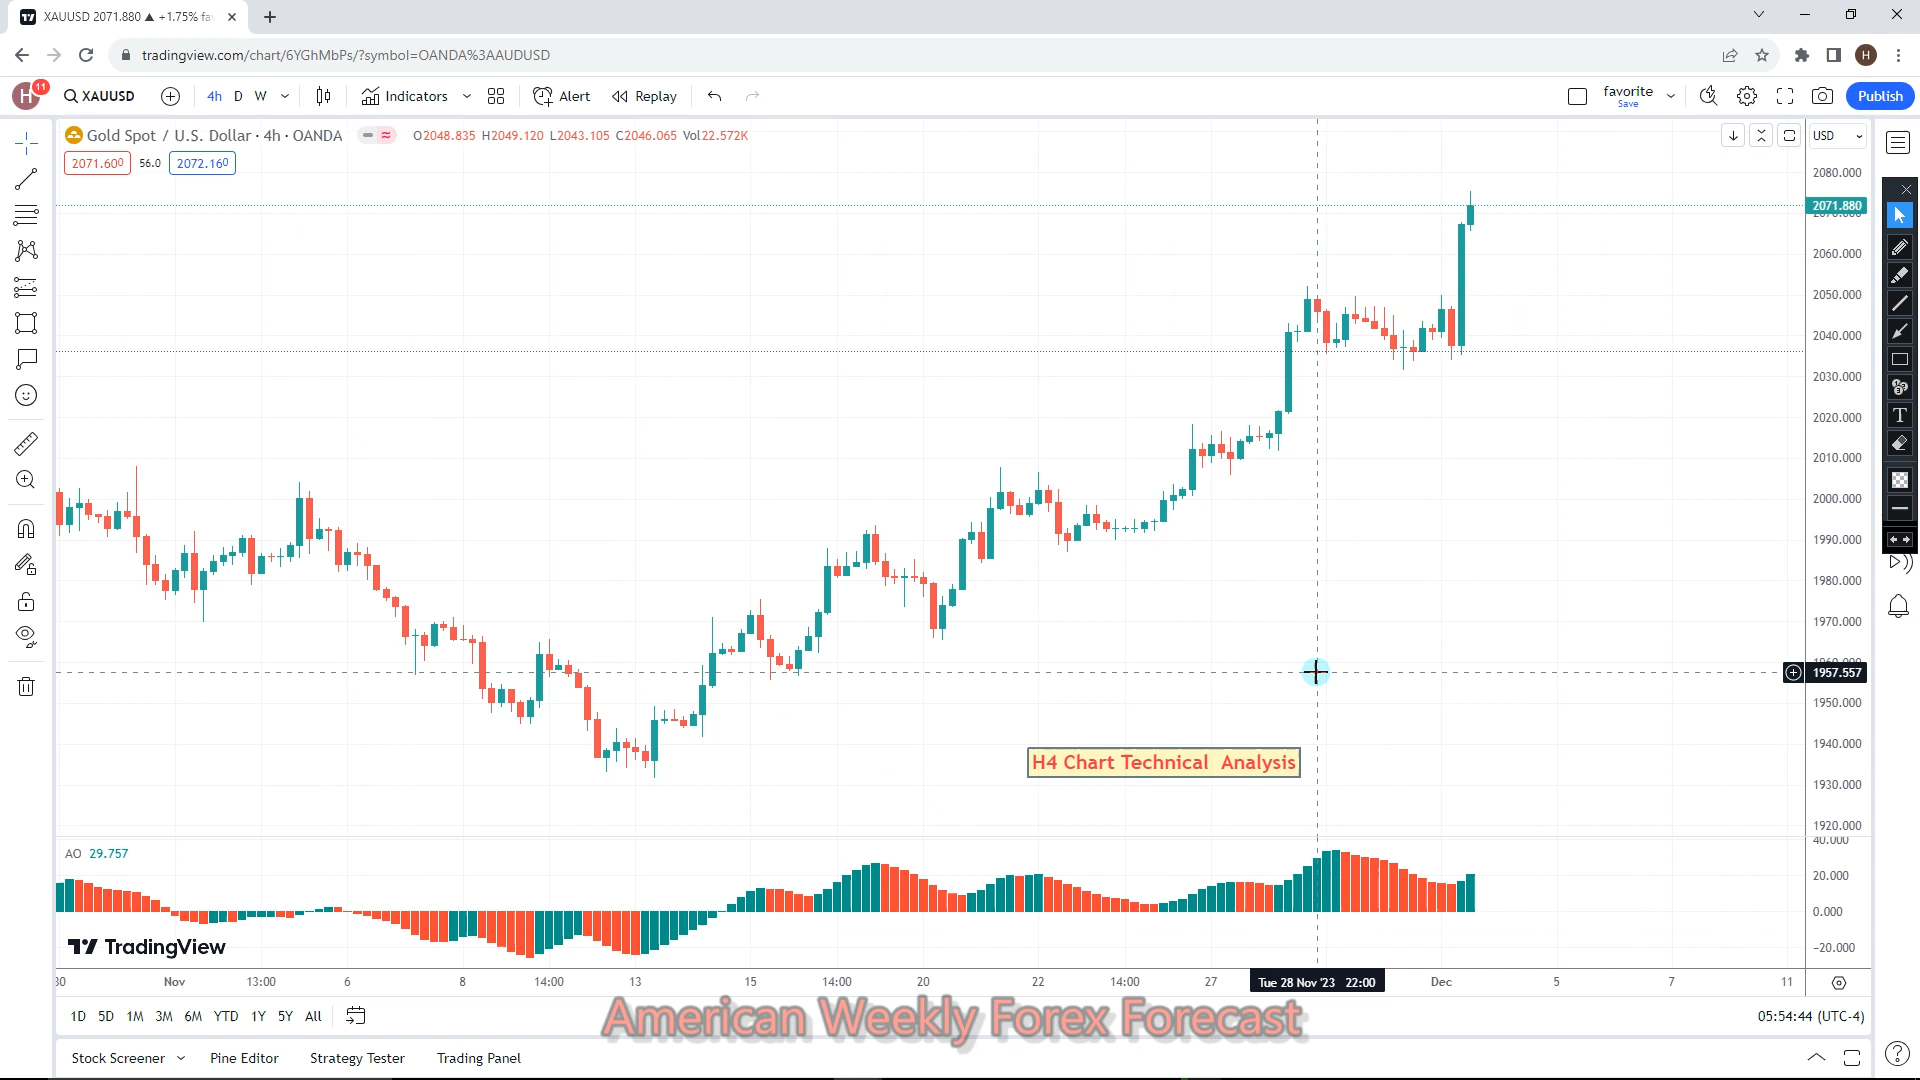 XAUUSD 2071.880 ▲ +1.75% fa
tradingview.com/chart/6YGhMbPs/?symbol=OANDA%3AAUDUSD
H
H 11 XAUUSD 4h D W Indicators Alert Replay favorite Save Publish
Gold Spot / U.S. Dollar · 4h · OANDA O2048.835 H2049.120 L2043.105 C2046.065 Vol22.572K USD
2071.600 56.0 2072.160
2080.000
2071.880
2060.000
2050.000
2040.000
2030.000
2020.000
2010.000
2000.000
1990.000
1980.000
1970.000
1957.557
1950.000
1940.000
H4 Chart Technical Analysis
1930.000
1920.000
40.000
AO 29.757
20.000
0.000
−20.000
TradingView
30 Nov 13:00 6 8 14:00 13 15 14:00 20 22 14:00 27 Tue 28 Nov '23 22:00 Dec 5 7 11
1D 5D 1M 3M 6M YTD 1Y 5Y All 05:54:44 (UTC-4)
American Weekly Forex Forecast
Stock Screener Pine Editor Strategy Tester Trading Panel